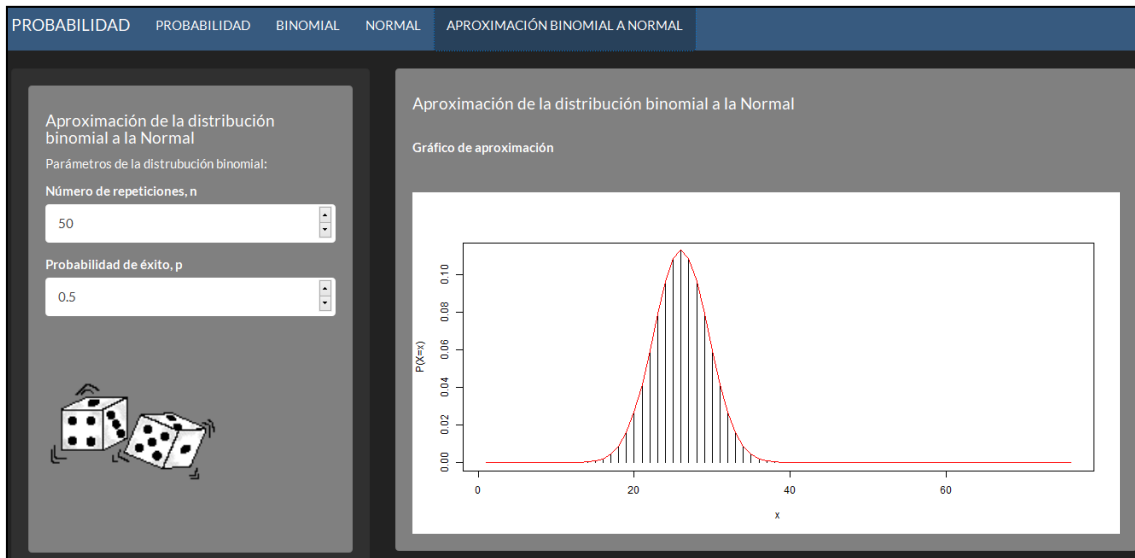 PROBABILIDAD PROBABILIDAD BINOMIAL NORMAL APROXIMACIÓN BINOMIAL A NORMAL
Aproximación de la distribución
binomial a la Normal
Parámetros de la distrubución binomial:
Número de repeticiones, n
50
Probabilidad de éxito, p
0.5
Aproximación de la distribución binomial a la Normal
Gráfico de aproximación
P(X=x)
0.10
0.08
0.06
0.04
0.02
0.00
0 20 40 60
x